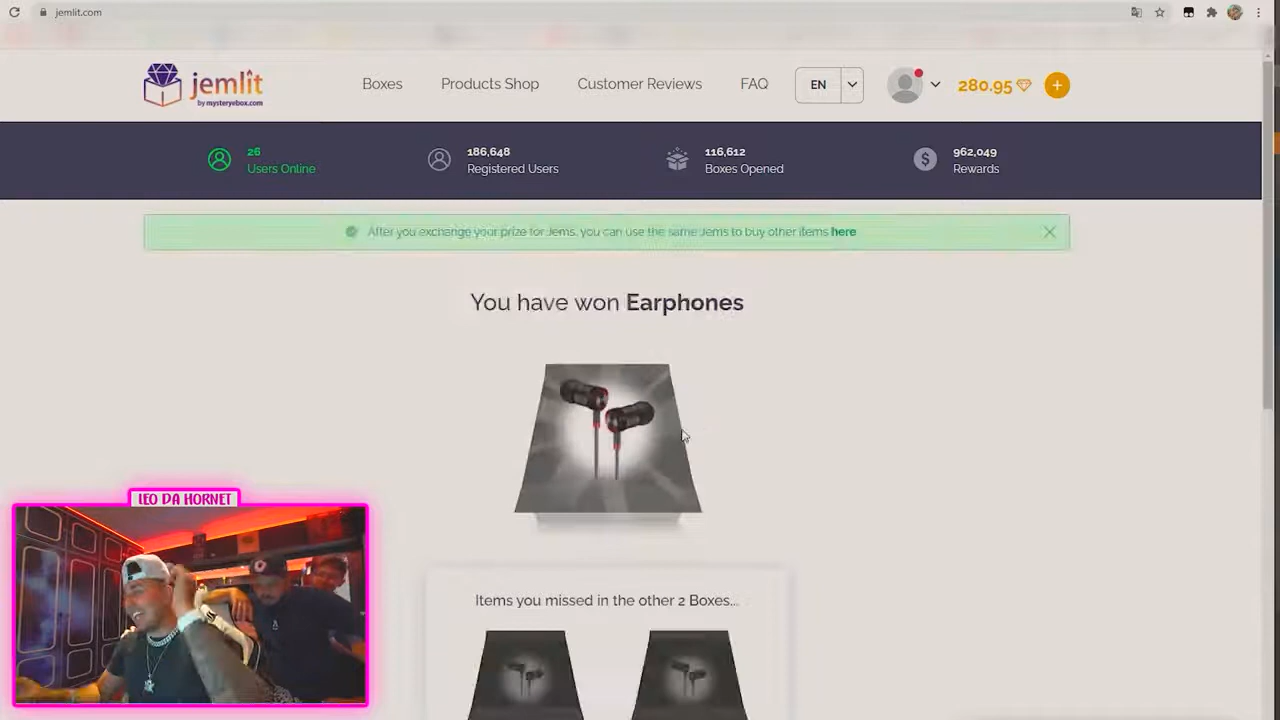 jemlit.com
jemlit
by mysteryebox.com
Boxes
Products Shop
Customer Reviews
FAQ
EN
280.95
+
26
Users Online
186,648
Registered Users
116,612
Boxes Opened
$
962,049
Rewards
After you exchange your prize for Jems, you can use the same Jems to buy other items here
You have won Earphones
LEO DA HORNET
Items you missed in the other 2 Boxes...